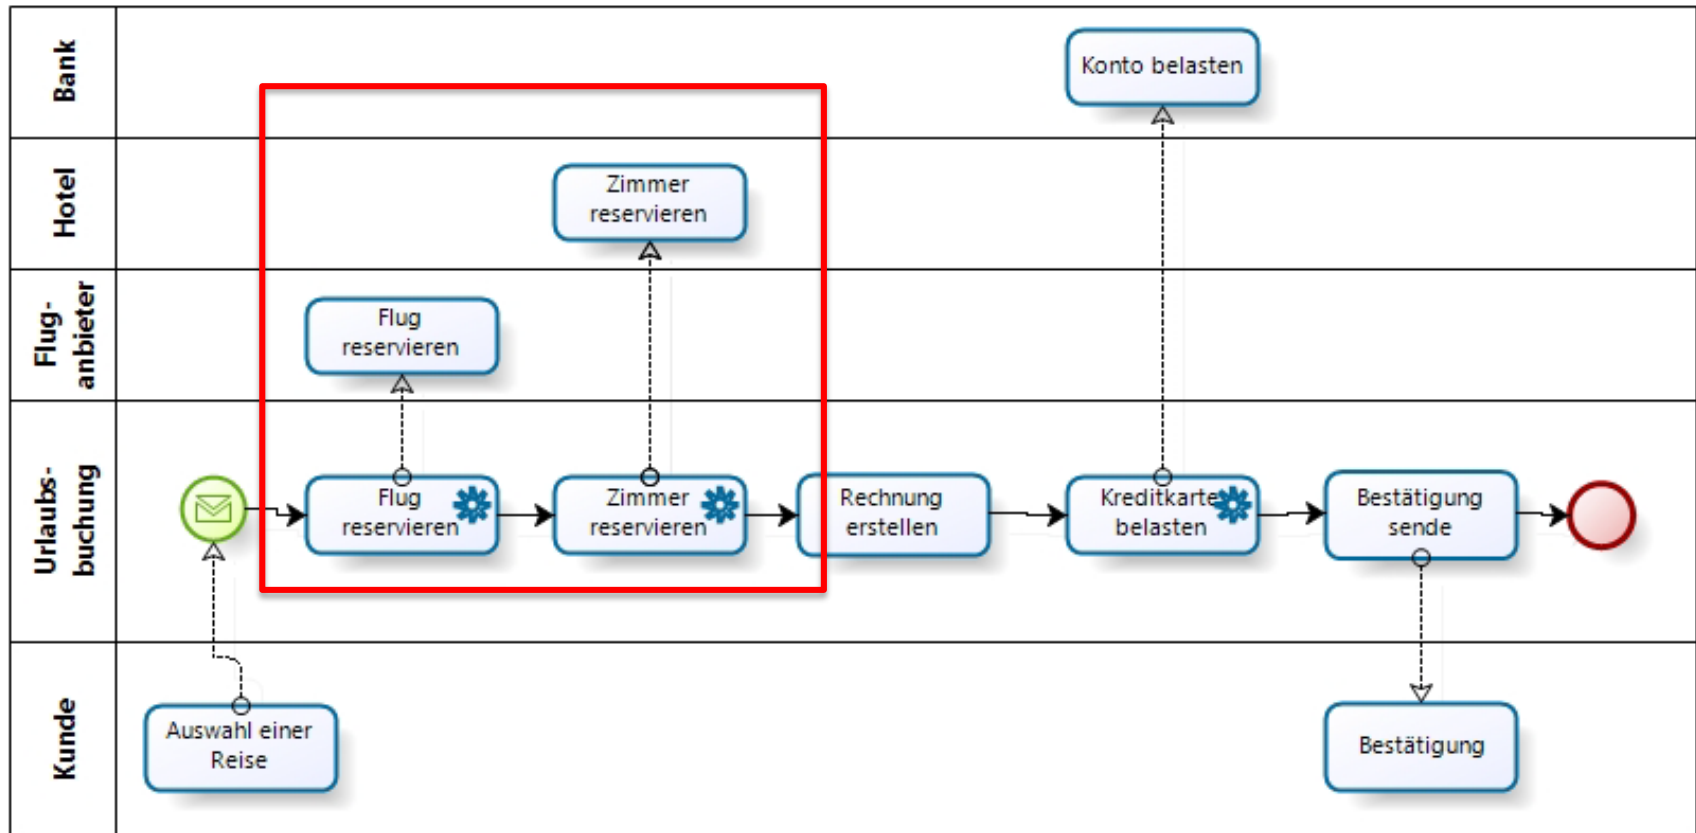 Bank
Konto belasten
Hotel
Zimmer
reservieren
Flug-
anbieter
Flug
reservieren
Urlaubs-
buchung
Flug
reservieren
Zimmer
reservieren
Rechnung
erstellen
Kreditkarte
belasten
Bestätigung
sende
Kunde
Auswahl einer
Reise
Bestätigung